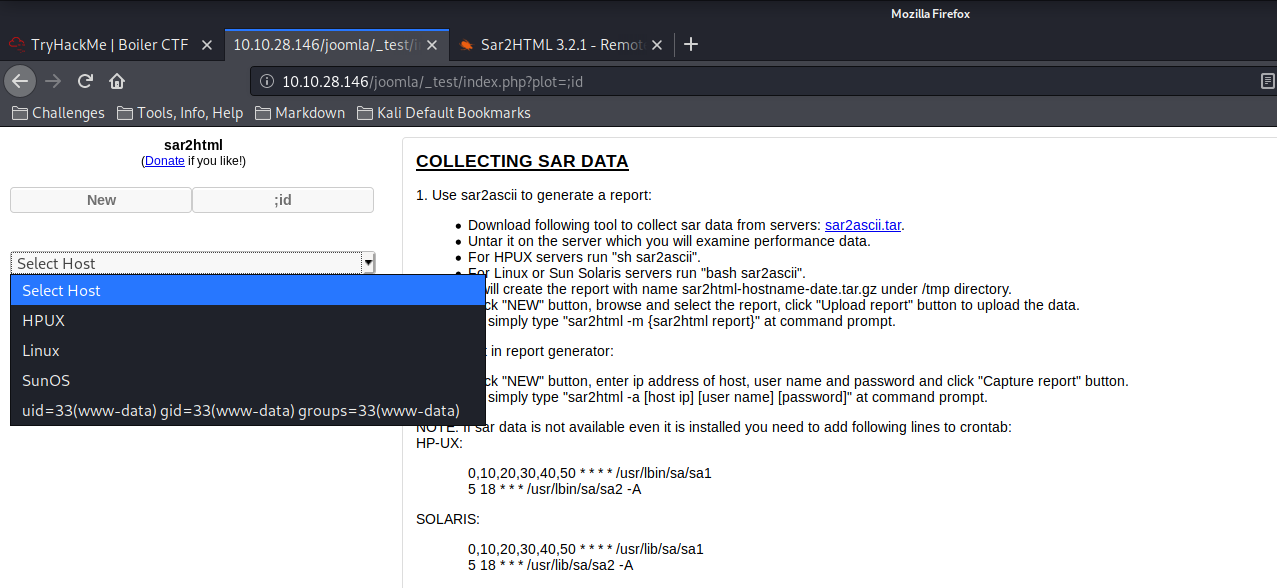 Mozilla Firefox
TryHackMe | Boiler CTF
10.10.28.146/joomla/_test/i
Sar2HTML 3.2.1 - Remot
10.10.28.146/joomla/_test/index.php?plot=;id
Challenges Tools, Info, Help Markdown Kali Default Bookmarks
sar2html
(Donate if you like!)
New ;id
Select Host
Select Host
HPUX
Linux
SunOS
uid=33(www-data) gid=33(www-data) groups=33(www-data)
COLLECTING SAR DATA
1. Use sar2ascii to generate a report:
Download following tool to collect sar data from servers: sar2ascii.tar.
Untar it on the server which you will examine performance data.
For HPUX servers run "sh sar2ascii".
For Linux or Sun Solaris servers run "bash sar2ascii".
will create the report with name sar2html-hostname-date.tar.gz under /tmp directory.
"NEW" button, browse and select the report, click "Upload report" button to upload the data.
simply type "sar2html -m {sar2html report}" at command prompt.
in report generator:
"NEW" button, enter ip address of host, user name and password and click "Capture report" button.
simply type "sar2html -a [host ip] [user name] [password]" at command prompt.
NOTE: If sar data is not available even it is installed you need to add following lines to crontab:
HP-UX:
0,10,20,30,40,50 * * * * /usr/lbin/sa/sa1
5 18 * * * /usr/lbin/sa/sa2 -A
SOLARIS:
0,10,20,30,40,50 * * * * /usr/lib/sa/sa1
5 18 * * * /usr/lib/sa/sa2 -A